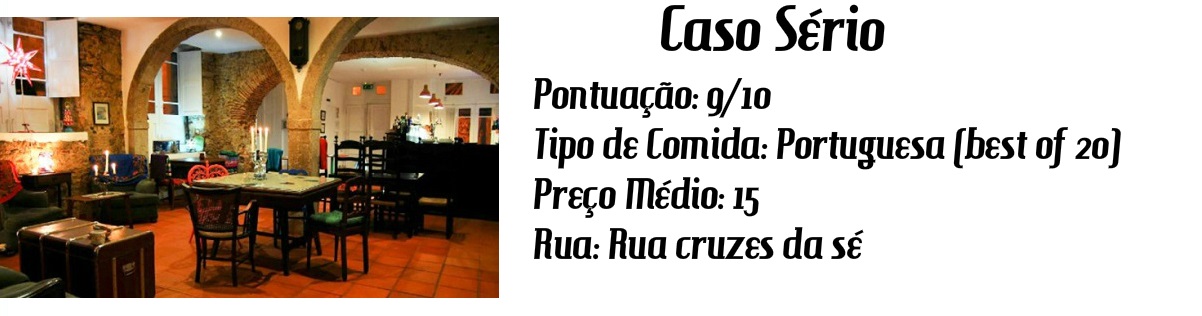 Caso Sério
Pontuação: 9/10
Tipo de Comida: Portuguesa (best of 20)
Preço Médio: 15
Rua: Rua cruzes da sé